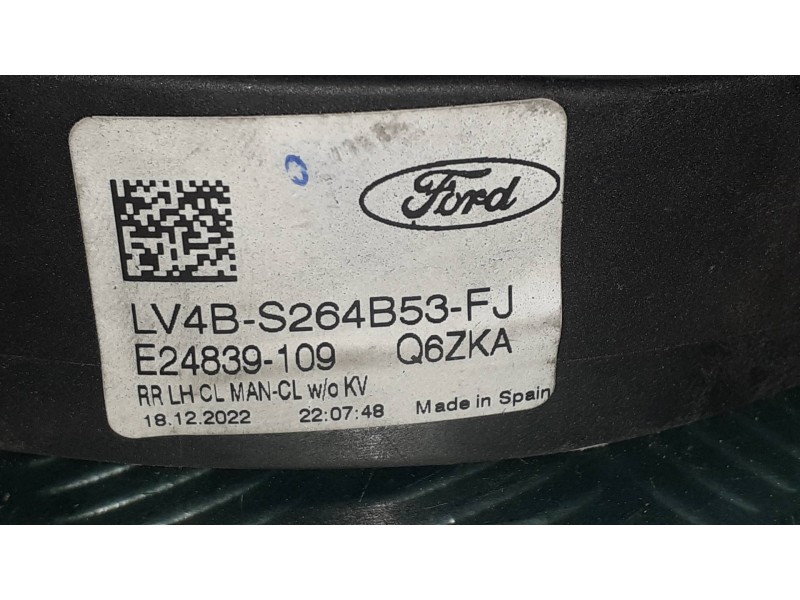 Ford
LV4B-S264B53-FJ
E24839-109 Q6ZKA
RR LH CL MAN-CL w/o KV
18.12.2022 22:07:48 Made in Spain